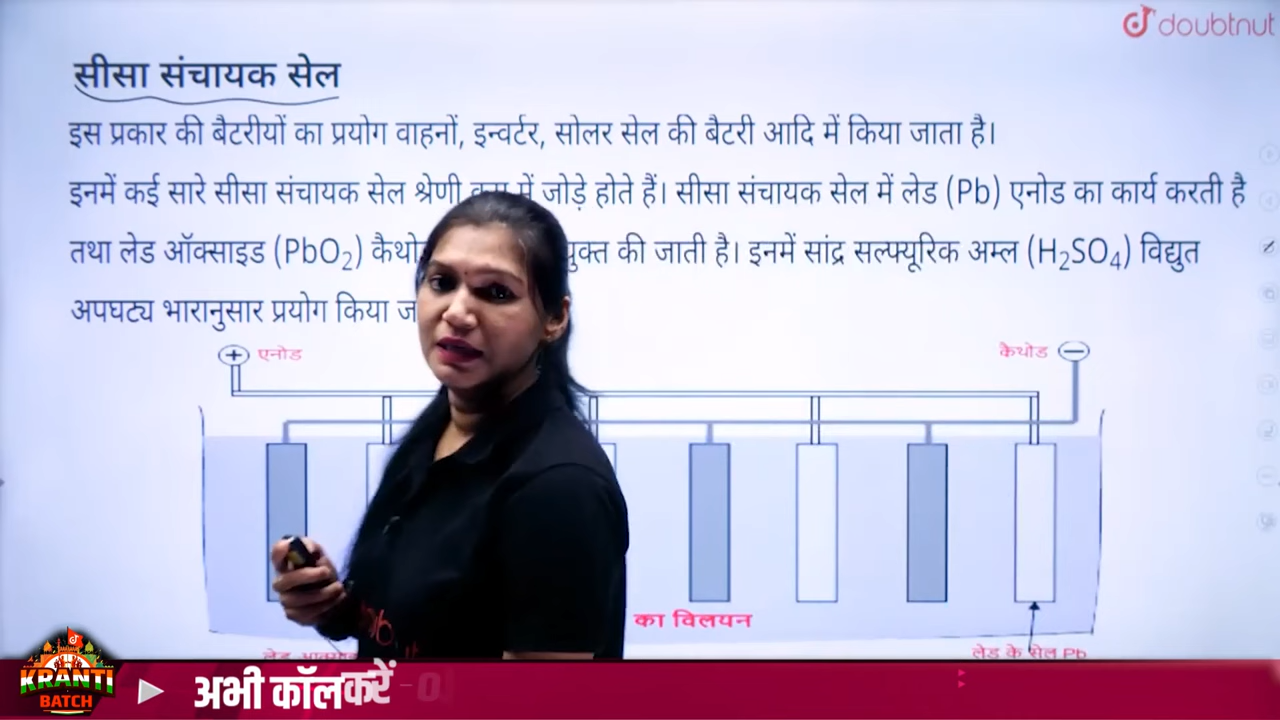 doubtnut
सीसा संचायक सेल
इस प्रकार की बैटरीयों का प्रयोग वाहनों, इन्वर्टर, सोलर सेल की बैटरी आदि में किया जाता है।
इनमें कई सारे सीसा संचायक सेल श्रेणी में जोड़े होते हैं। सीसा संचायक सेल में लेड (Pb) एनोड का कार्य करती है
तथा लेड ऑक्साइड (PbO₂) की जाती है। इनमें सांद्र सल्फ्यूरिक अम्ल (H₂SO₄) विद्युत
अपघट्य भारानुसार प्रयोग किया
+ एनोड
कैथोड −
का विलयन
लेड के सेल Pb
KRANTI
BATCH
अभी कॉल करें